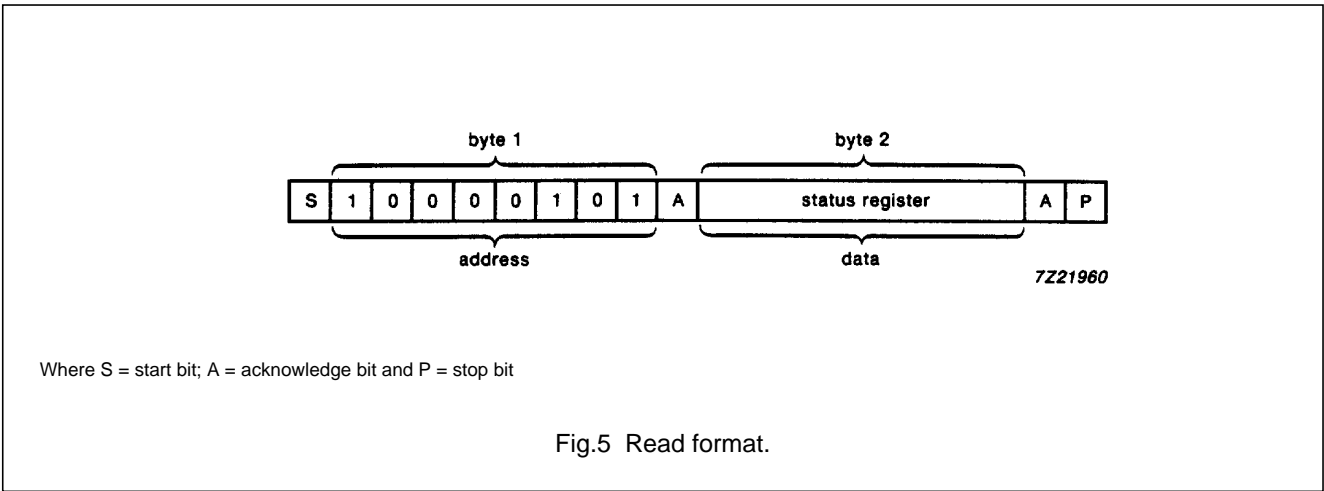 byte 1 byte 2
S 1 0 0 0 0 1 0 1 A status register A P
address data
7Z21960
Where S = start bit; A = acknowledge bit and P = stop bit
Fig.5 Read format.